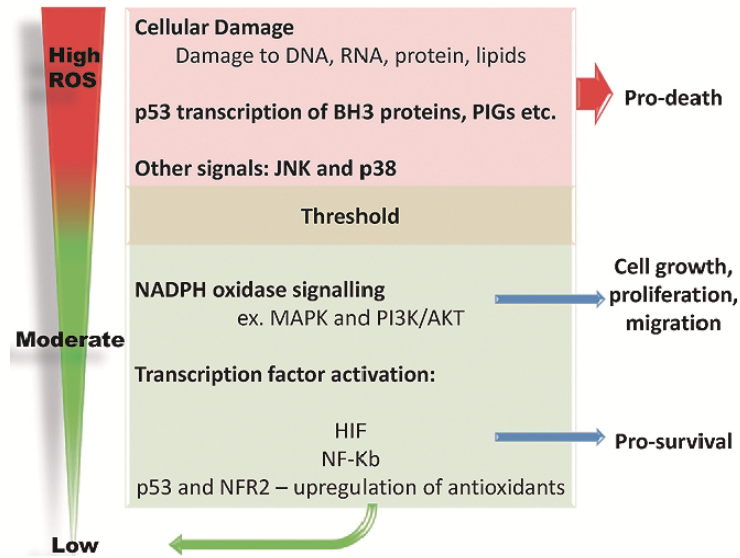 High
ROS
Moderate
Low
Cellular Damage
Damage to DNA, RNA, protein, lipids
p53 transcription of BH3 proteins, PIGs etc.
Other signals: JNK and p38
Threshold
NADPH oxidase signalling
ex. MAPK and PI3K/AKT
Transcription factor activation:
HIF
NF-Kb
p53 and NFR2 – upregulation of antioxidants
Pro-death
Cell growth,
proliferation,
migration
Pro-survival